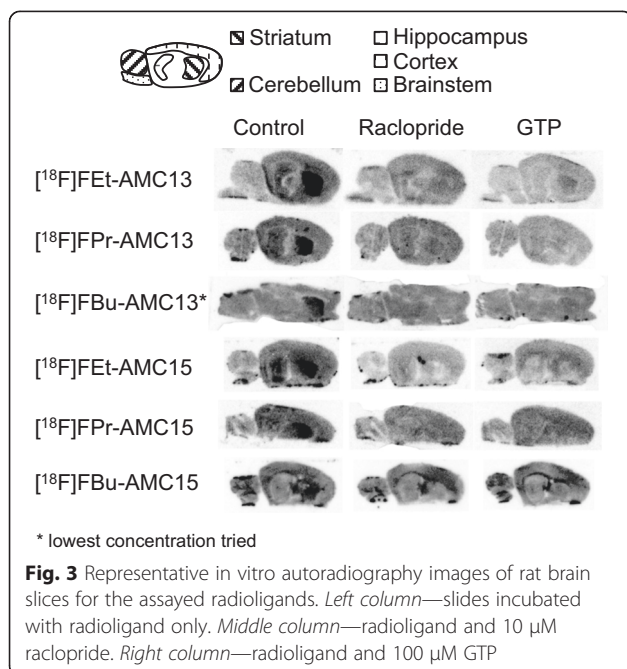 Striatum Hippocampus
Cortex
Cerebellum Brainstem
Control Raclopride GTP
[¹⁸F]FEt-AMC13
[¹⁸F]FPr-AMC13
[¹⁸F]FBu-AMC13*
[¹⁸F]FEt-AMC15
[¹⁸F]FPr-AMC15
[¹⁸F]FBu-AMC15
* lowest concentration tried
Fig. 3 Representative in vitro autoradiography images of rat brain
slices for the assayed radioligands. Left column—slides incubated
with radioligand only. Middle column—radioligand and 10 μM
raclopride. Right column—radioligand and 100 μM GTP